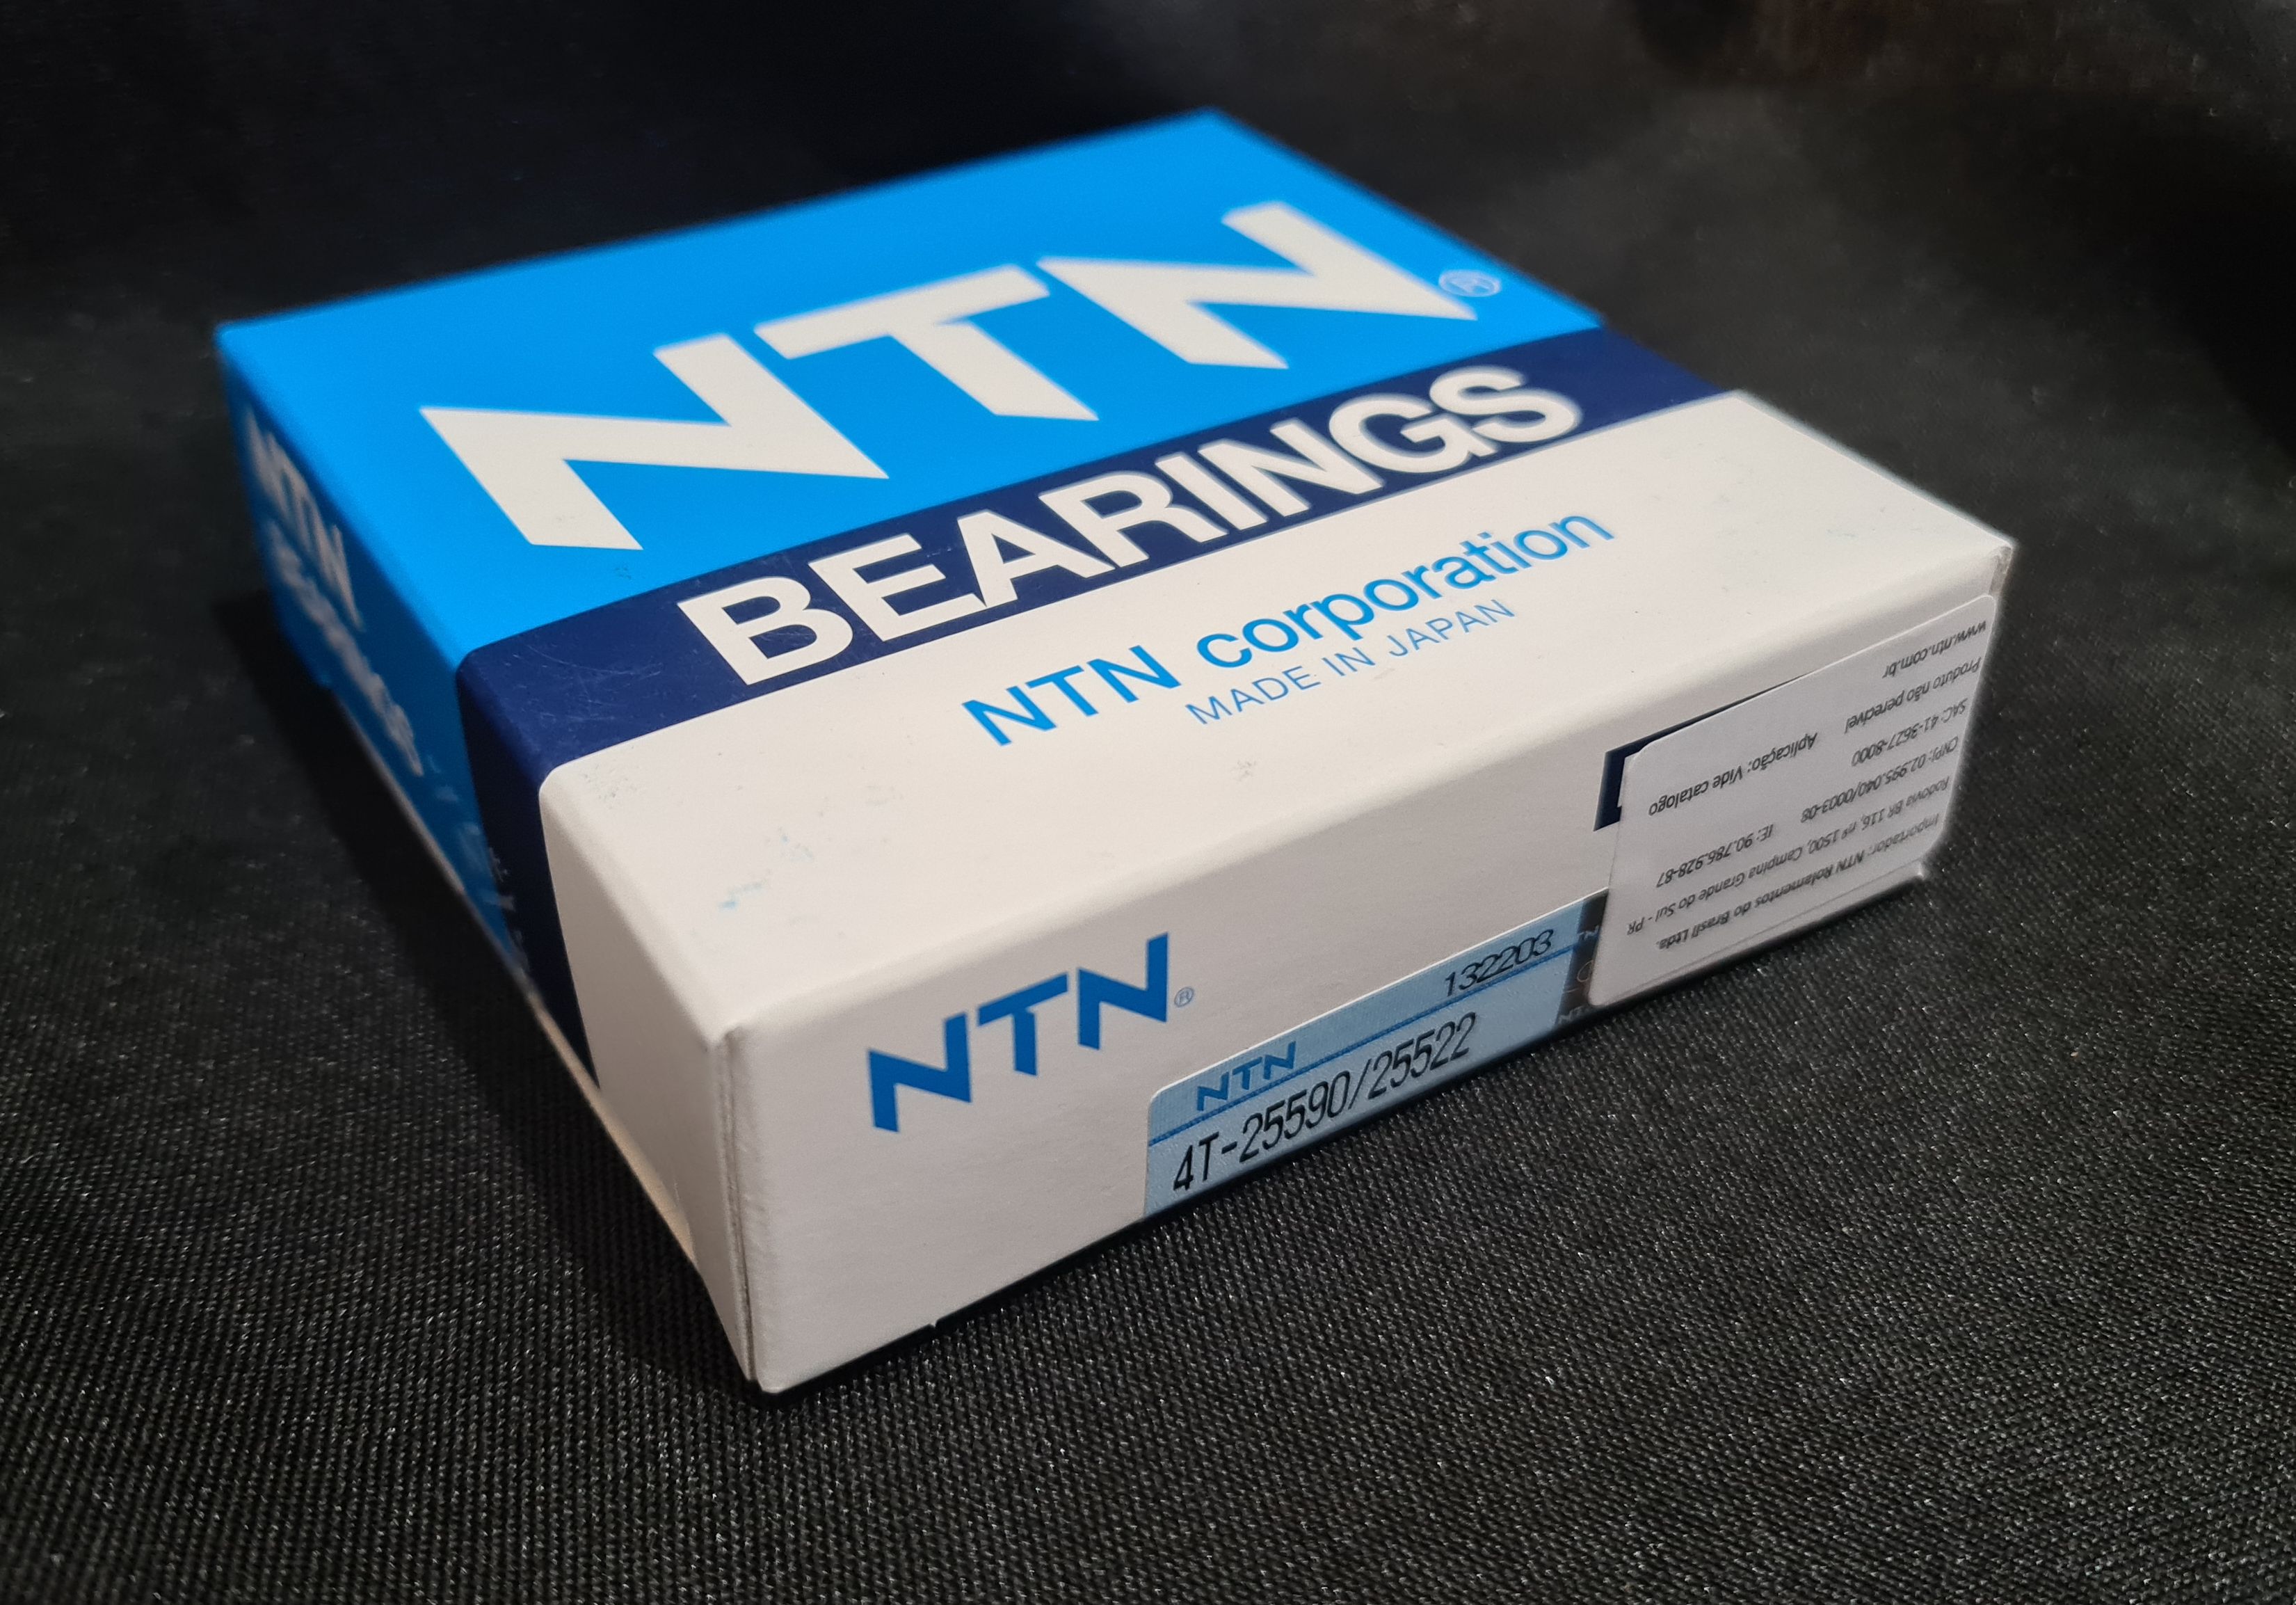 NTN®
BEARINGS
NTN corporation
MADE IN JAPAN
NTN
NTN®
NTN
132203
4T-25590/25522
Importador: NTN Rolamentos do Brasil Ltda.
Rodovia BR 116, nº 1500, Campina Grande do Sul - PR
CNPJ: 02.995.040/0003-08 IE: 90.786.928-87
SAC: 41-3627-8000
Produto não perecível Aplicação: Vide catalogo
www.ntn.com.br